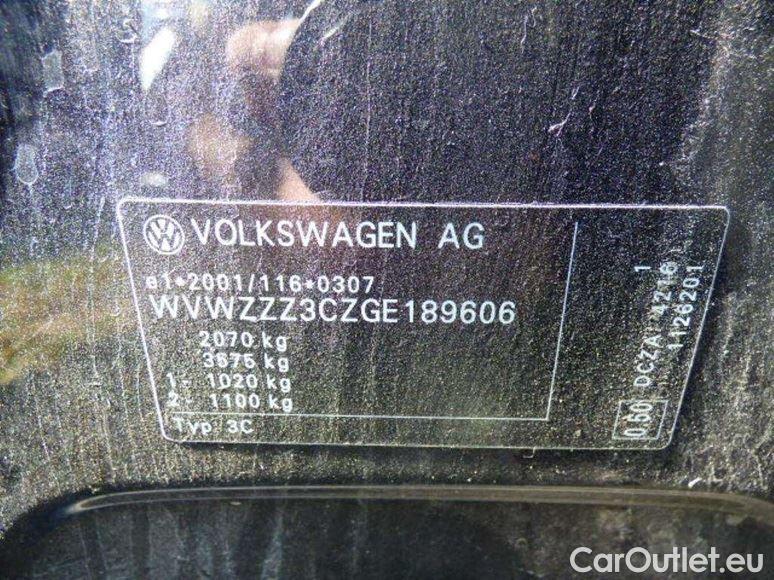 VOLKSWAGEN AG
e1*2001/116*0307
WVWZZZ3CZGE189606
2070 kg
3575 kg
1- 1020 kg
2- 1100 kg
Typ 3C
0.50 DCZA 4216 1
1126201
CarOutlet.eu